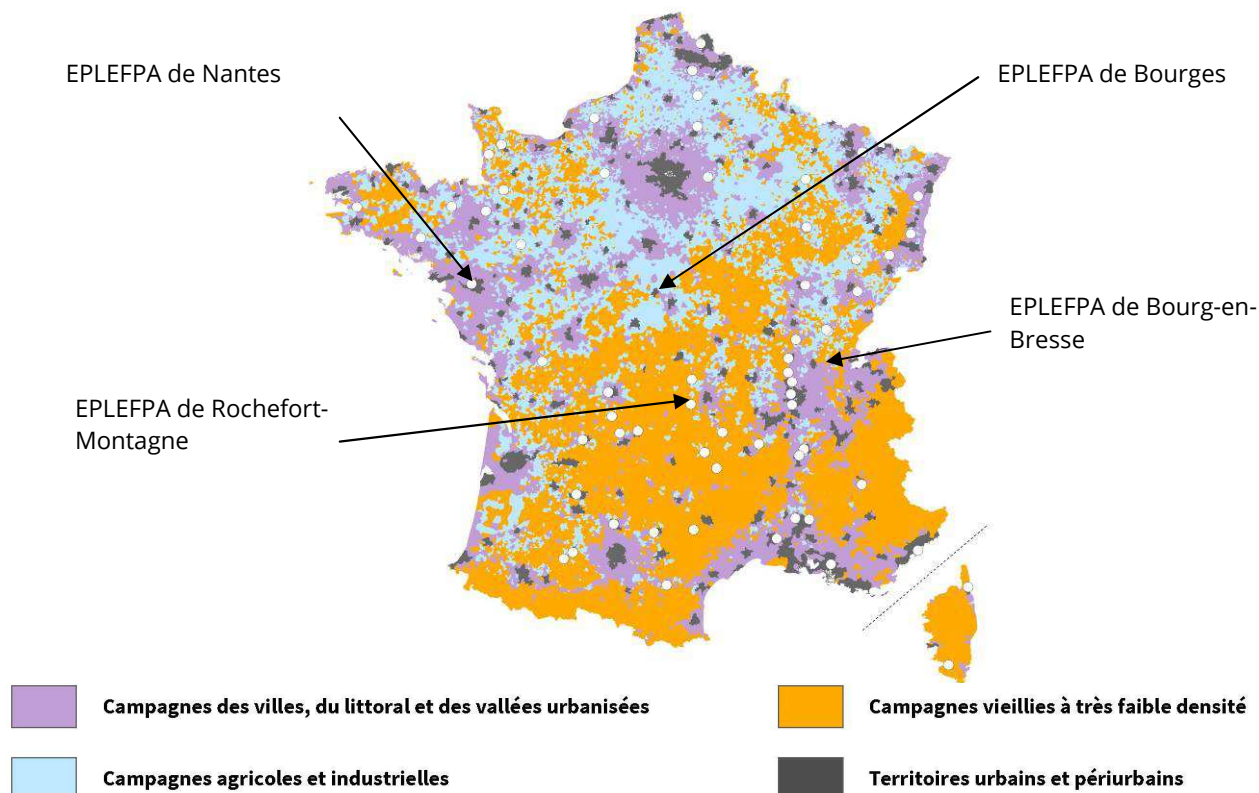 EPLEFPA de Nantes
EPLEFPA de Bourges
EPLEFPA de Bourg-en-
Bresse
EPLEFPA de Rochefort-
Montagne
Campagnes des villes, du littoral et des vallées urbanisées
Campagnes vieillies à très faible densité
Campagnes agricoles et industrielles
Territoires urbains et périurbains